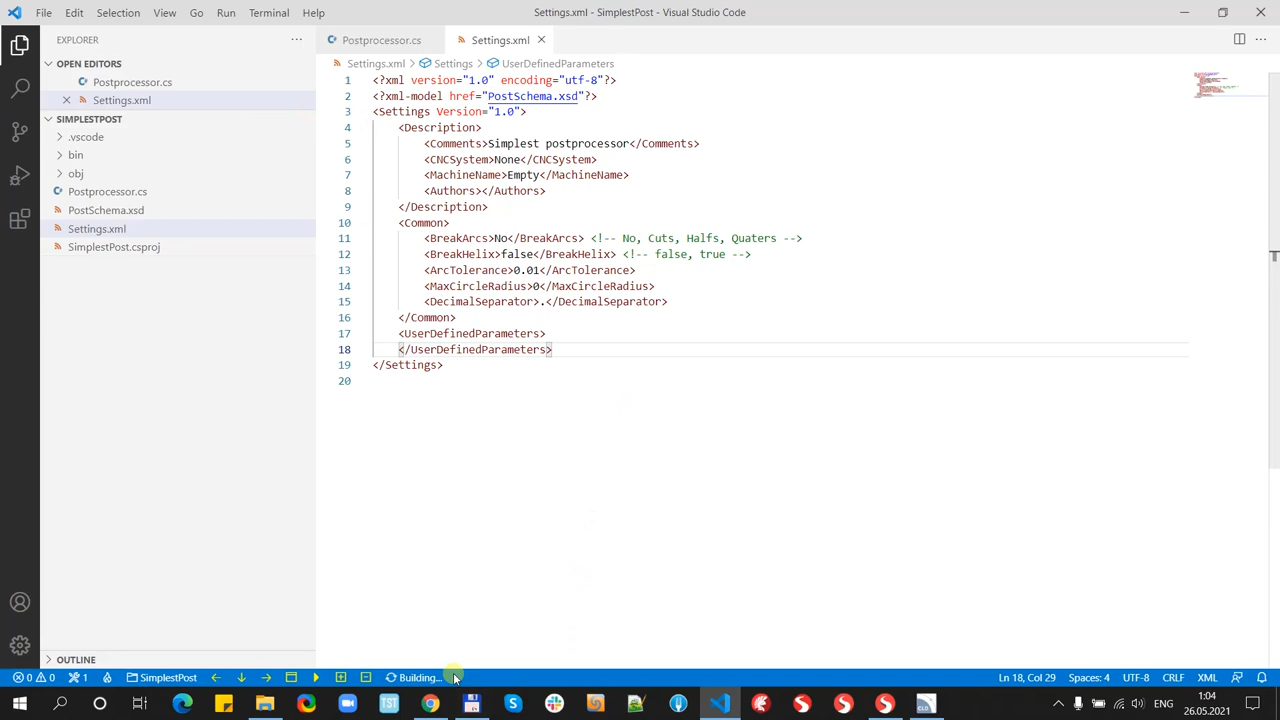 File Edit Selection View Go Run Terminal Help
Settings.xml - SimplestPost - Visual Studio Code
EXPLORER
Postprocessor.cs
Settings.xml
OPEN EDITORS
Postprocessor.cs
Settings.xml
SIMPLESTPOST
.vscode
bin
obj
Postprocessor.cs
PostSchema.xsd
Settings.xml
SimplestPost.csproj
OUTLINE
Settings.xml > Settings > UserDefinedParameters
1 <?xml version="1.0" encoding="utf-8"?>
2 <?xml-model href="PostSchema.xsd"?>
3 <Settings Version="1.0">
4 <Description>
5 <Comments>Simplest postprocessor</Comments>
6 <CNCSystem>None</CNCSystem>
7 <MachineName>Empty</MachineName>
8 <Authors></Authors>
9 </Description>
10 <Common>
11 <BreakArcs>No</BreakArcs> <!-- No, Cuts, Halfs, Quaters -->
12 <BreakHelix>false</BreakHelix> <!-- false, true -->
13 <ArcTolerance>0.01</ArcTolerance>
14 <MaxCircleRadius>0</MaxCircleRadius>
15 <DecimalSeparator>.</DecimalSeparator>
16 </Common>
17 <UserDefinedParameters>
18 </UserDefinedParameters>
19 </Settings>
20
0 0 1 SimplestPost Building... Ln 18, Col 29 Spaces: 4 UTF-8 CRLF XML
ENG
1:04
26.05.2021